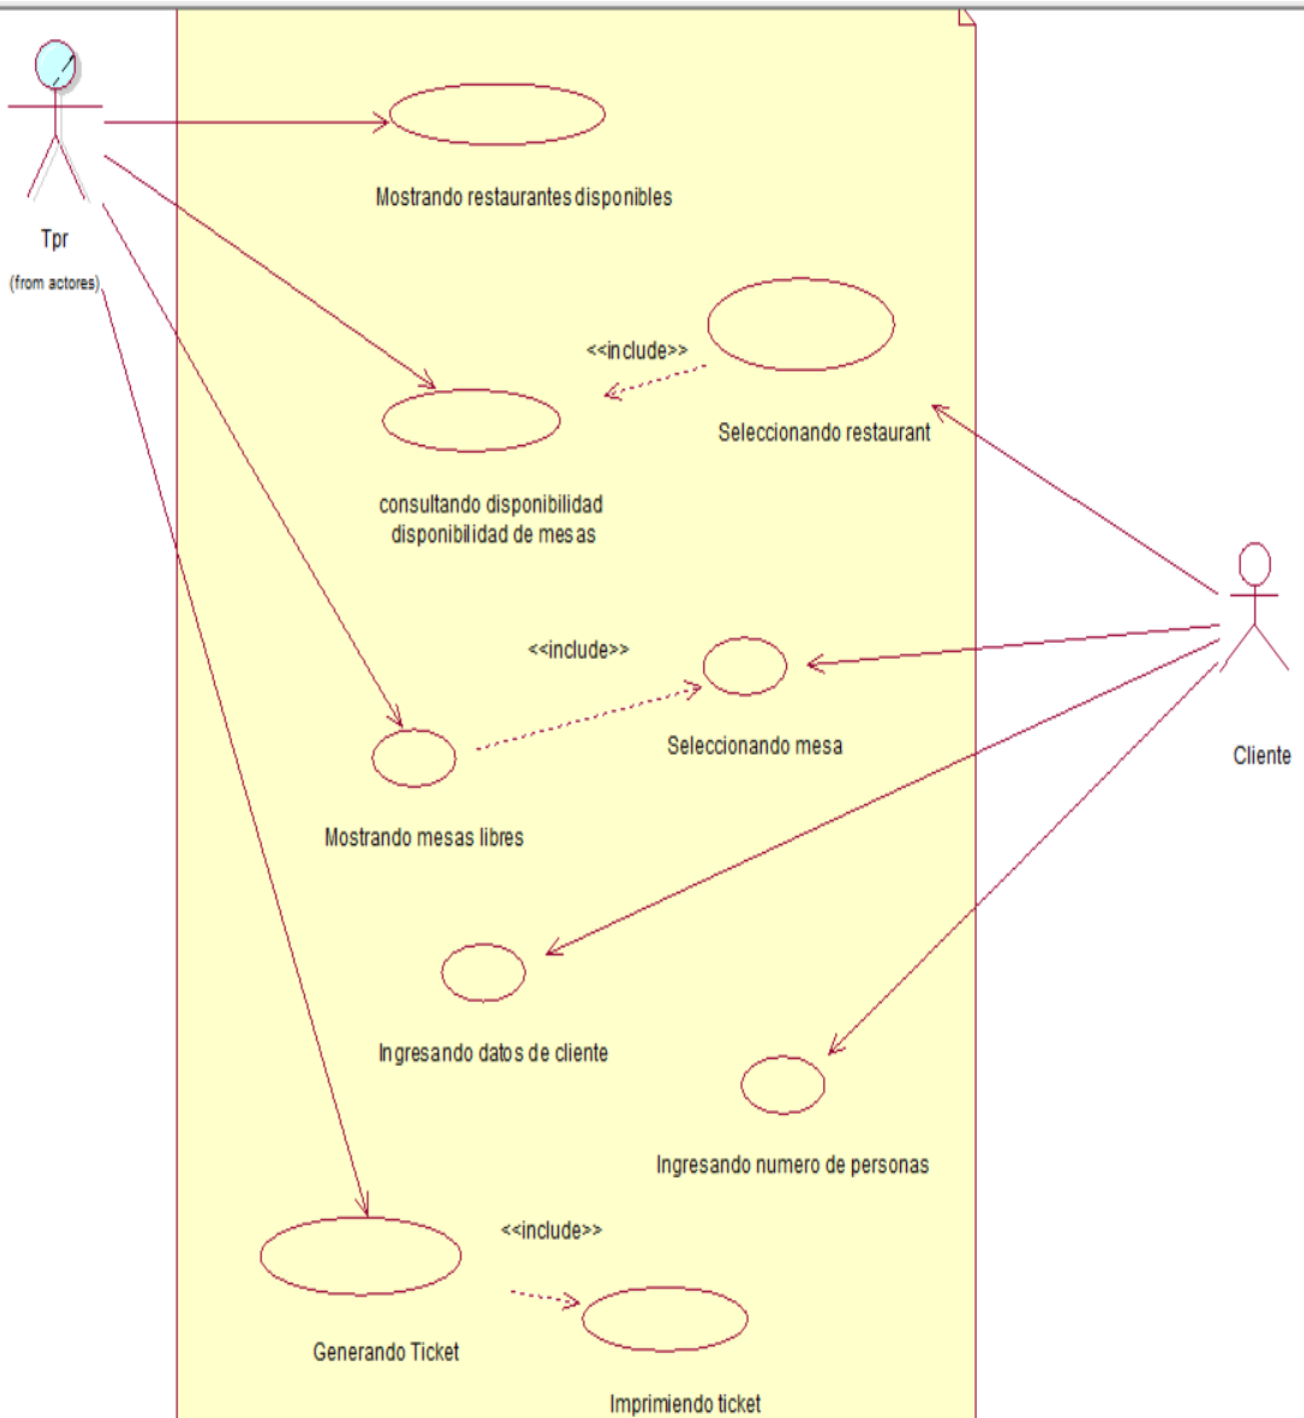 Mostrando restaurantes disponibles
Tpr
(from actores)
<<include>>
Seleccionando restaurant
consultando disponibilidad
disponibilidad de mesas
<<include>>
Seleccionando mesa
Cliente
Mostrando mesas libres
Ingresando datos de cliente
Ingresando numero de personas
<<include>>
Generando Ticket
Imprimiendo ticket